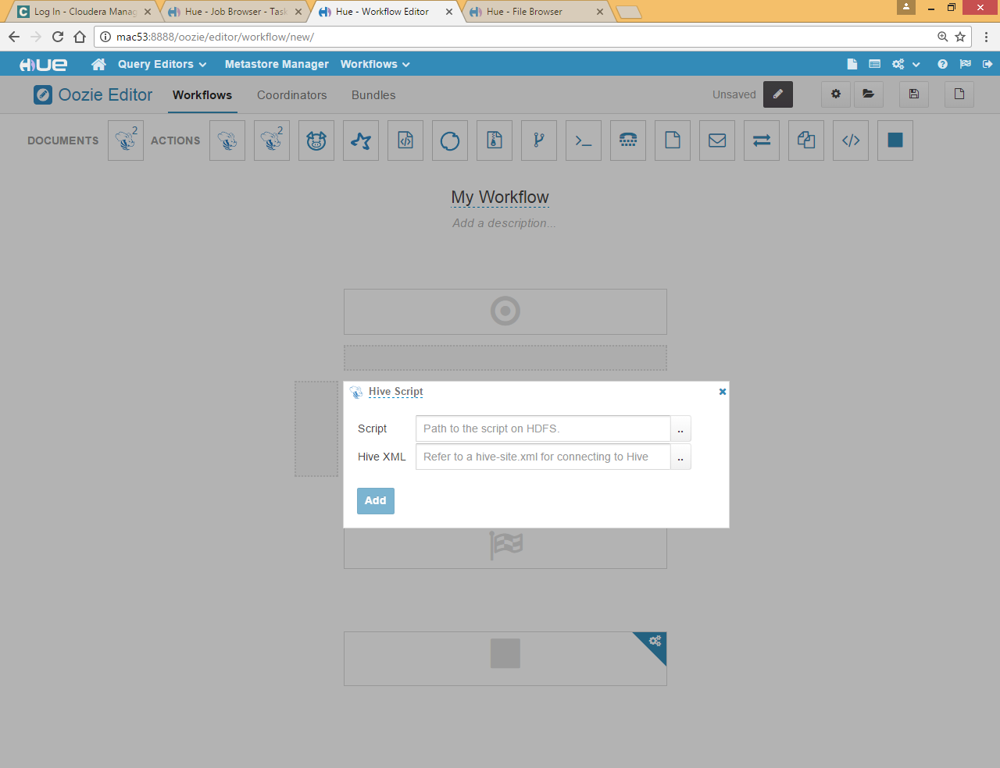 Log In - Cloudera Manag
Hue - Job Browser - Task
Hue - Workflow Editor
Hue - File Browser
mac53:8888/oozie/editor/workflow/new/
HUE
Query Editors
Metastore Manager
Workflows
Oozie Editor
Workflows
Coordinators
Bundles
Unsaved
DOCUMENTS
2
ACTIONS
2
My Workflow
Add a description...
Hive Script
Script
Path to the script on HDFS.
..
Hive XML
Refer to a hive-site.xml for connecting to Hive
..
Add